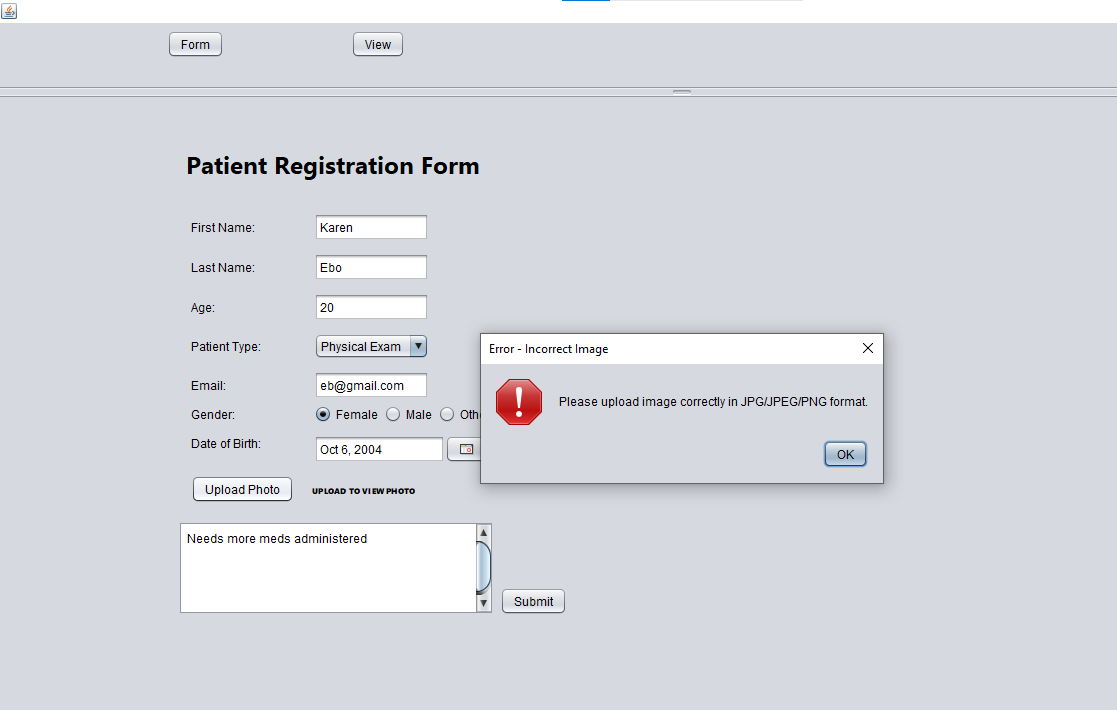 Form
View
Patient Registration Form
First Name:
Karen
Last Name:
Ebo
Age:
20
Patient Type:
Physical Exam
Error - Incorrect Image
Please upload image correctly in JPG/JPEG/PNG format.
OK
Email:
eb@gmail.com
Gender:
Female
Male
Oth
Date of Birth:
Oct 6, 2004
Upload Photo
UPLOAD TO VIEW PHOTO
Needs more meds administered
Submit